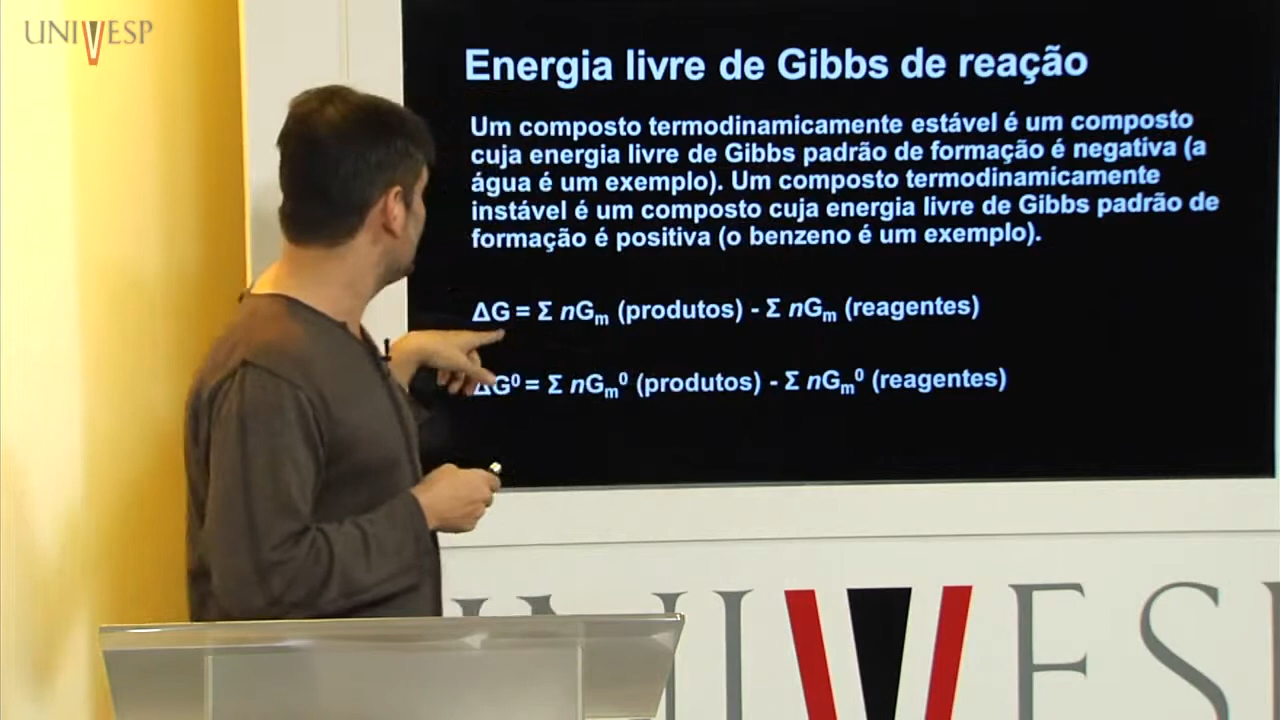 UNIVESP
Energia livre de Gibbs de reação
Um composto termodinamicamente estável é um composto
cuja energia livre de Gibbs padrão de formação é negativa (a
água é um exemplo). Um composto termodinamicamente
instável é um composto cuja energia livre de Gibbs padrão de
formação é positiva (o benzeno é um exemplo).
ΔG = Σ nGₘ (produtos) - Σ nGₘ (reagentes)
ΔG⁰ = Σ nGₘ⁰ (produtos) - Σ nGₘ⁰ (reagentes)
UNIVES